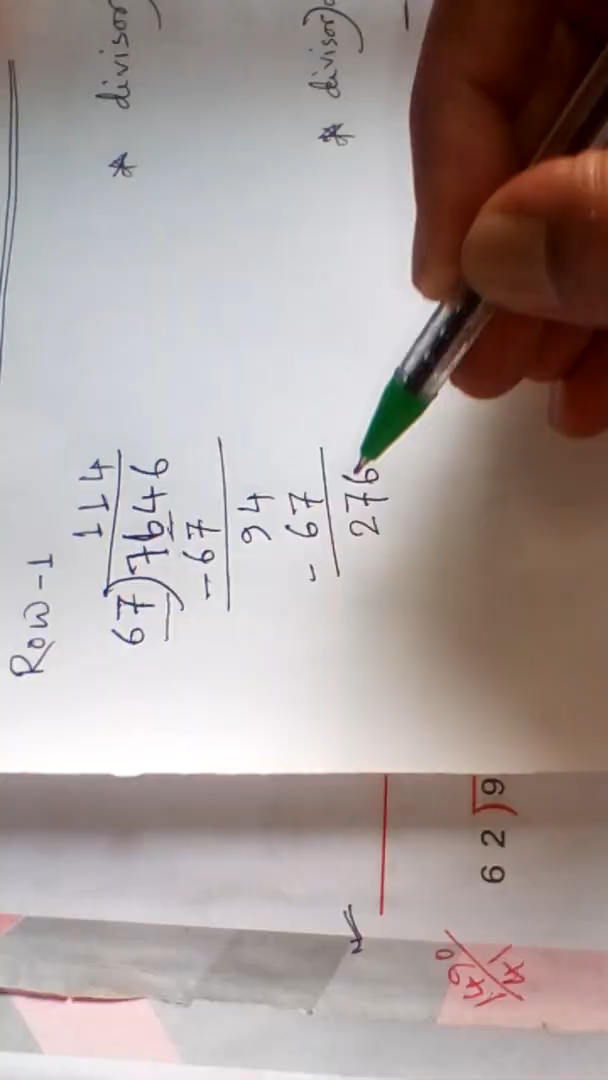 Row-1
114
67)7646
-67
94
-67
276
* divisor)
* divisor)
62)9